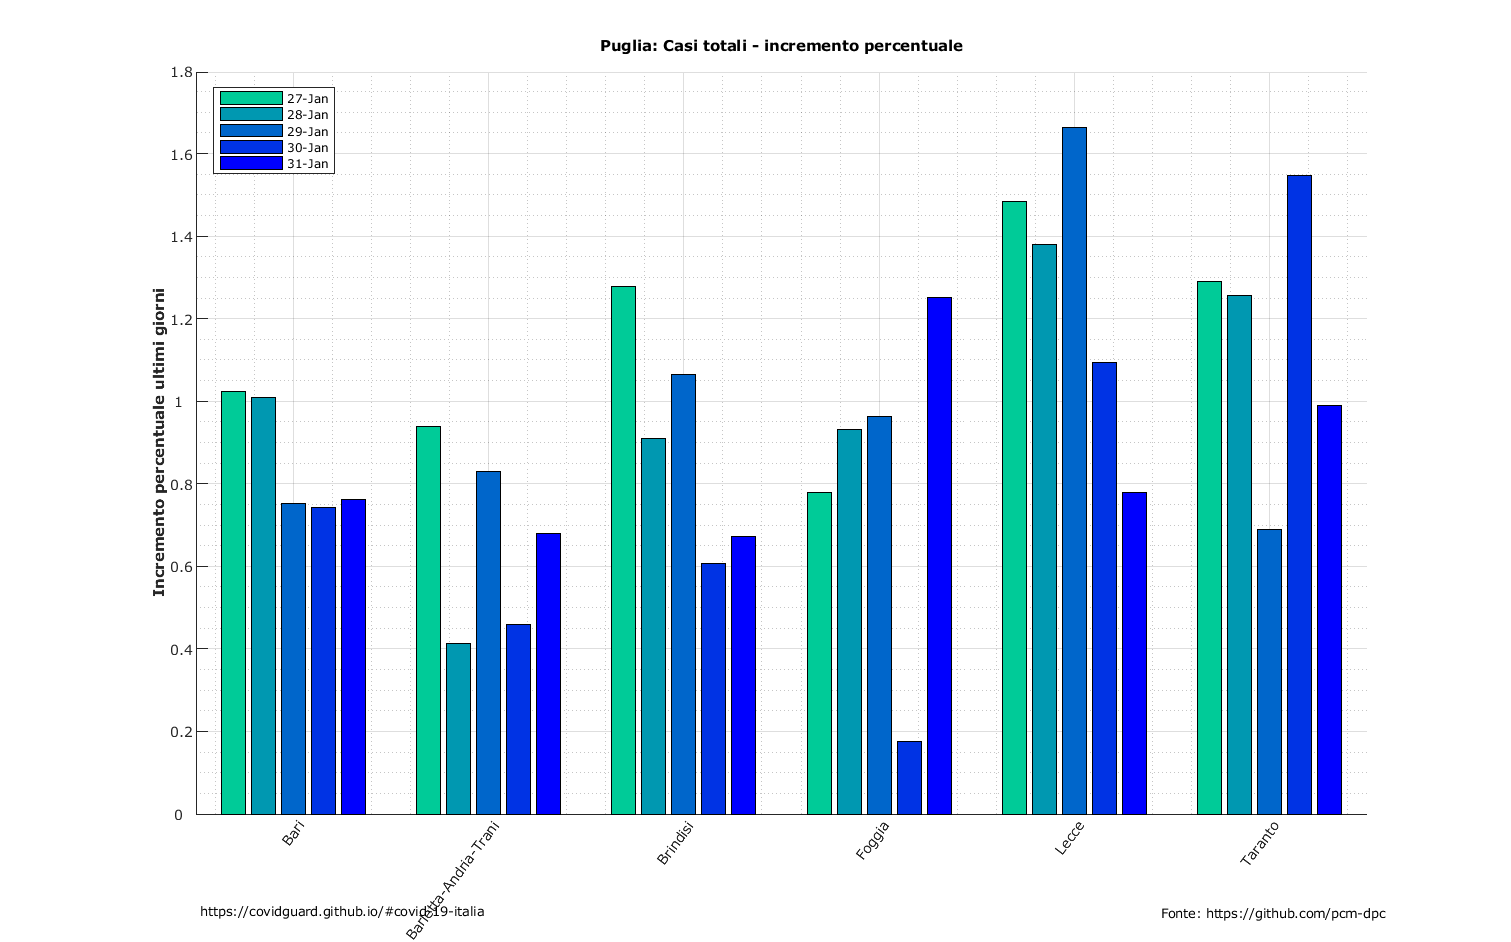 Puglia: Casi totali - incremento percentuale
1.8
1.6
1.4
1.2
1
0.8
0.6
0.4
0.2
0
Incremento percentuale ultimi giorni
27-Jan
28-Jan
29-Jan
30-Jan
31-Jan
Bari
Barletta-Andria-Trani
Brindisi
Foggia
Lecce
Taranto
https://covidguard.github.io/#covid-19-italia
Fonte: https://github.com/pcm-dpc